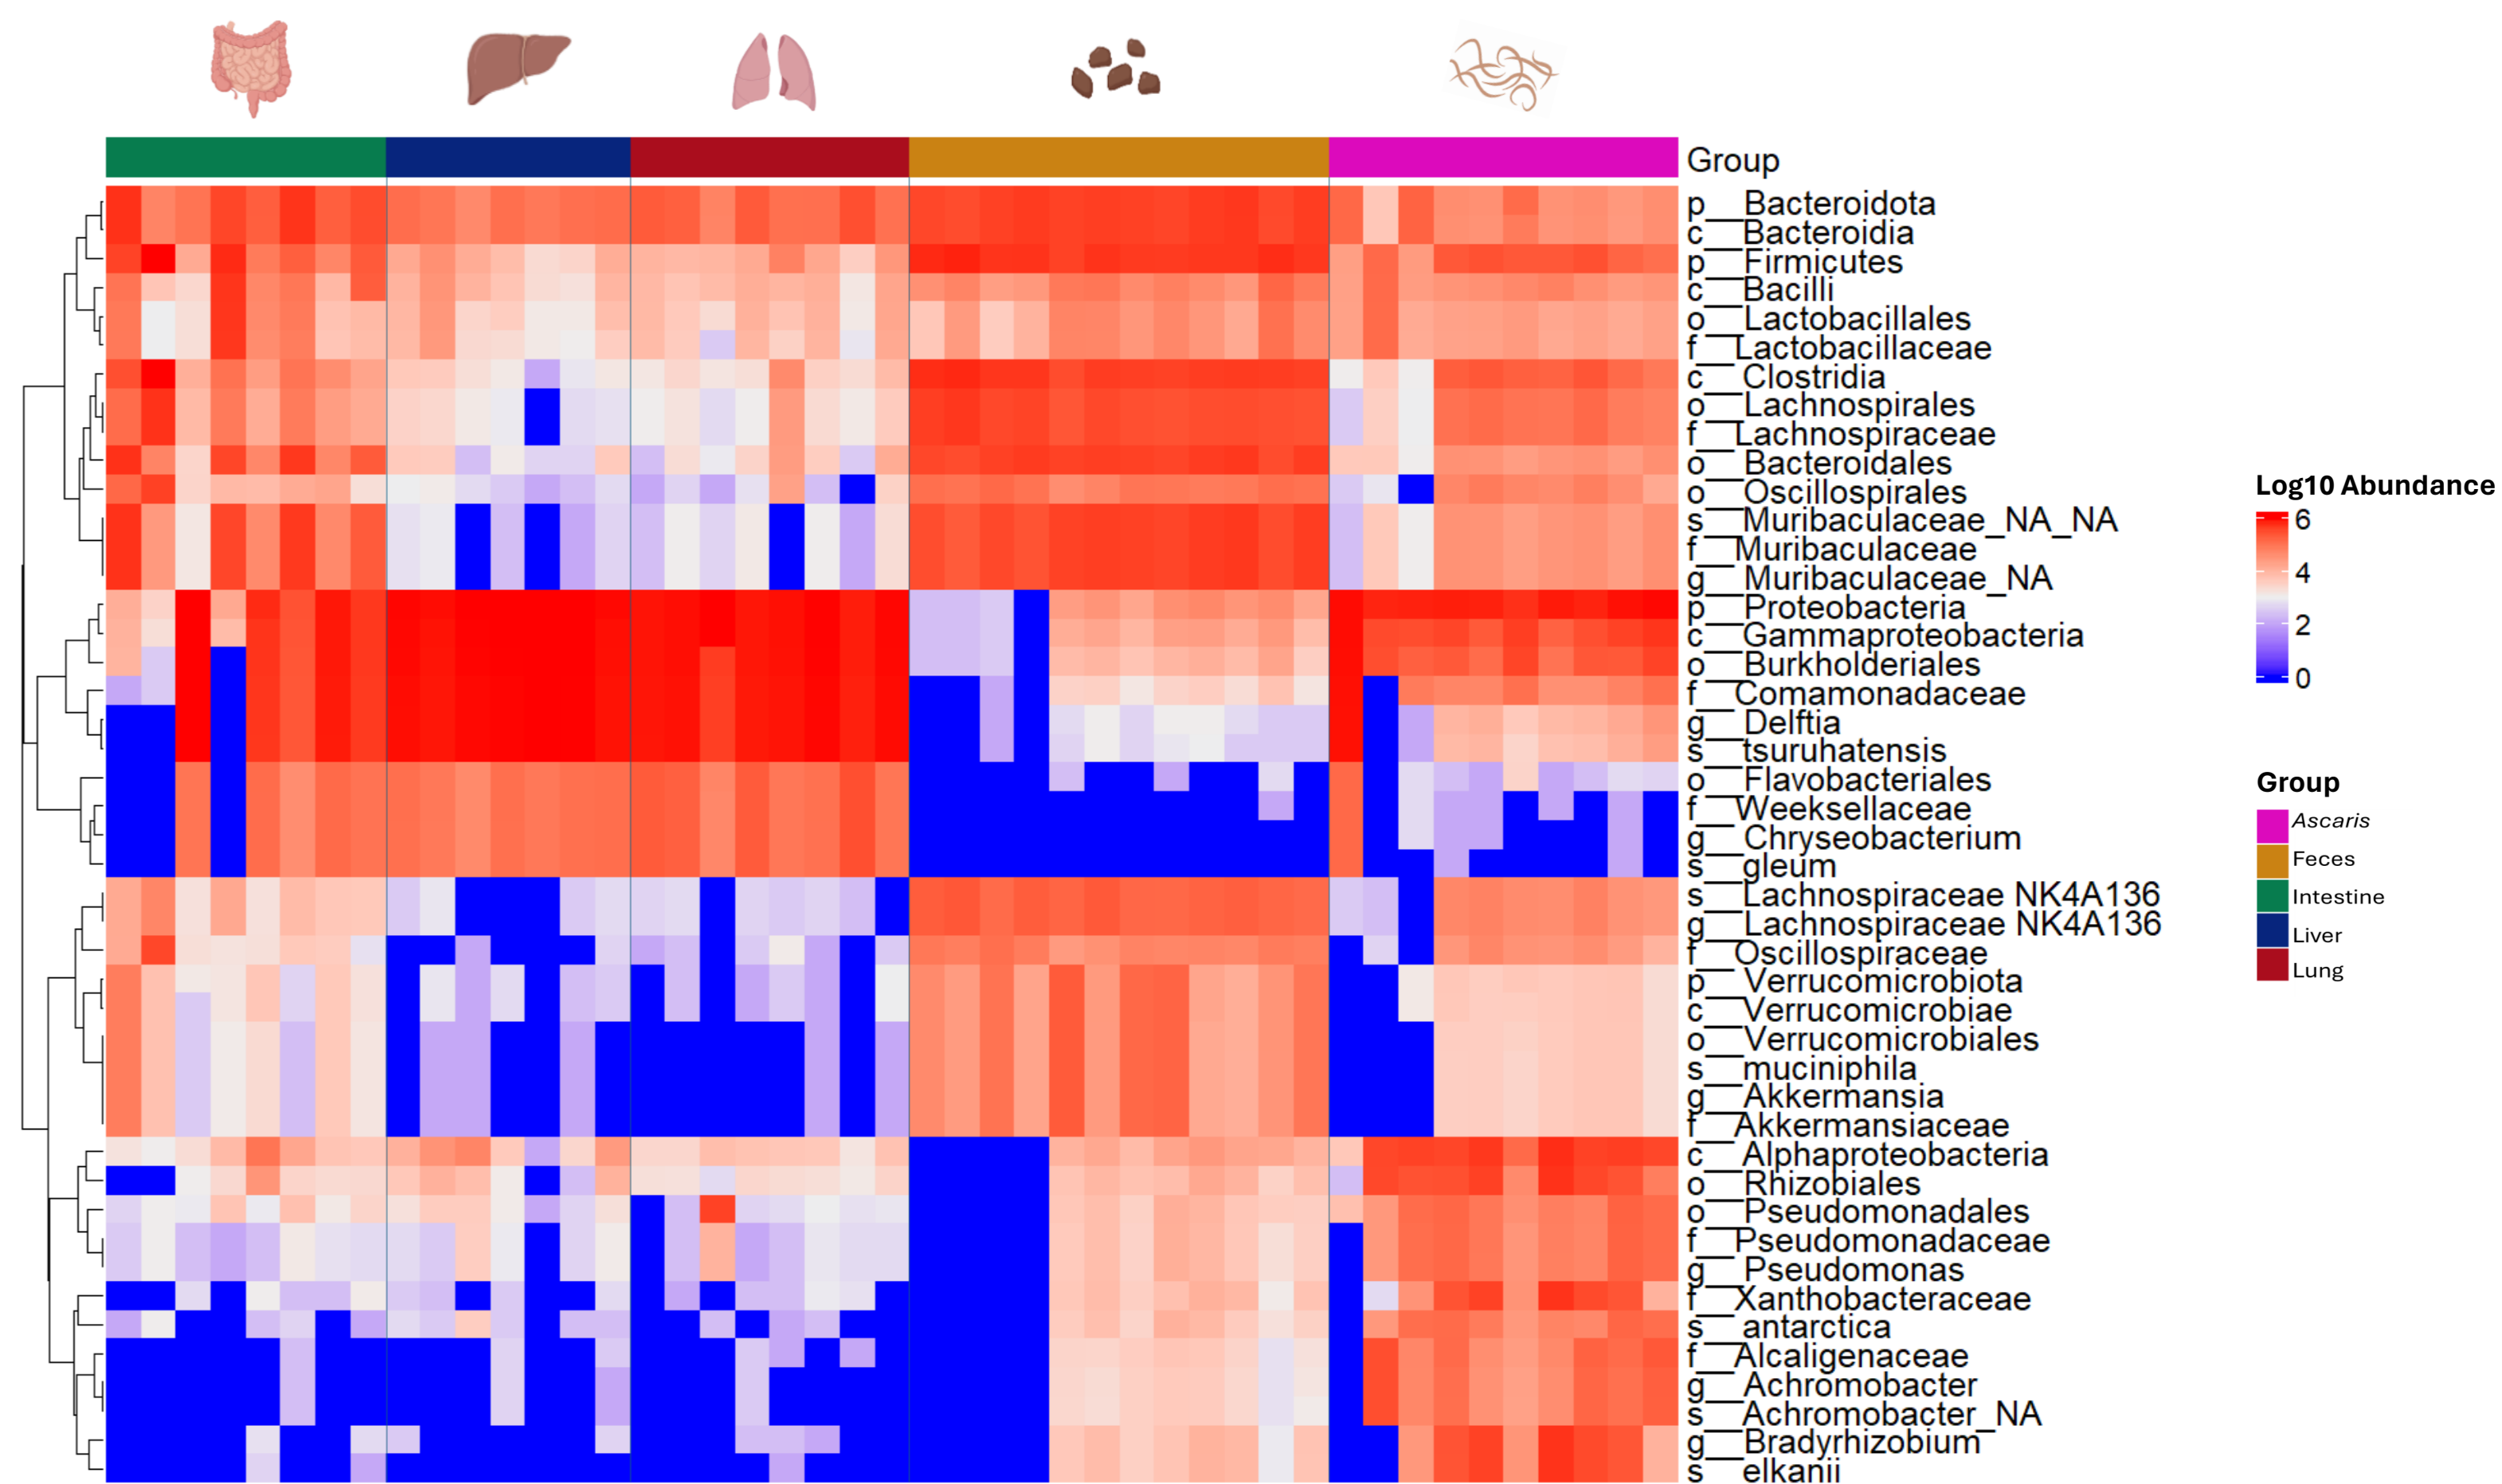 Group
p__Bacteroidota
c__Bacteroidia
p__Firmicutes
c__Bacilli
o__Lactobacillales
f__Lactobacillaceae
c__Clostridia
o__Lachnospirales
f__Lachnospiraceae
o__Bacteroidales
o__Oscillospirales
s__Muribaculaceae_NA_NA
f__Muribaculaceae
g__Muribaculaceae_NA
p__Proteobacteria
c__Gammaproteobacteria
o__Burkholderiales
f__Comamonadaceae
g__Delftia
s__tsuruhatensis
o__Flavobacteriales
f__Weeksellaceae
g__Chryseobacterium
s__gleum
s__Lachnospiraceae NK4A136
g__Lachnospiraceae NK4A136
f__Oscillospiraceae
p__Verrucomicrobiota
c__Verrucomicrobiae
o__Verrucomicrobiales
s__muciniphila
g__Akkermansia
f__Akkermansiaceae
c__Alphaproteobacteria
o__Rhizobiales
o__Pseudomonadales
f__Pseudomonadaceae
g__Pseudomonas
f__Xanthobacteraceae
s__antarctica
f__Alcaligenaceae
g__Achromobacter
s__Achromobacter_NA
g__Bradyrhizobium
s__elkanii
Log10 Abundance
6
4
2
0
Group
Ascaris
Feces
Intestine
Liver
Lung